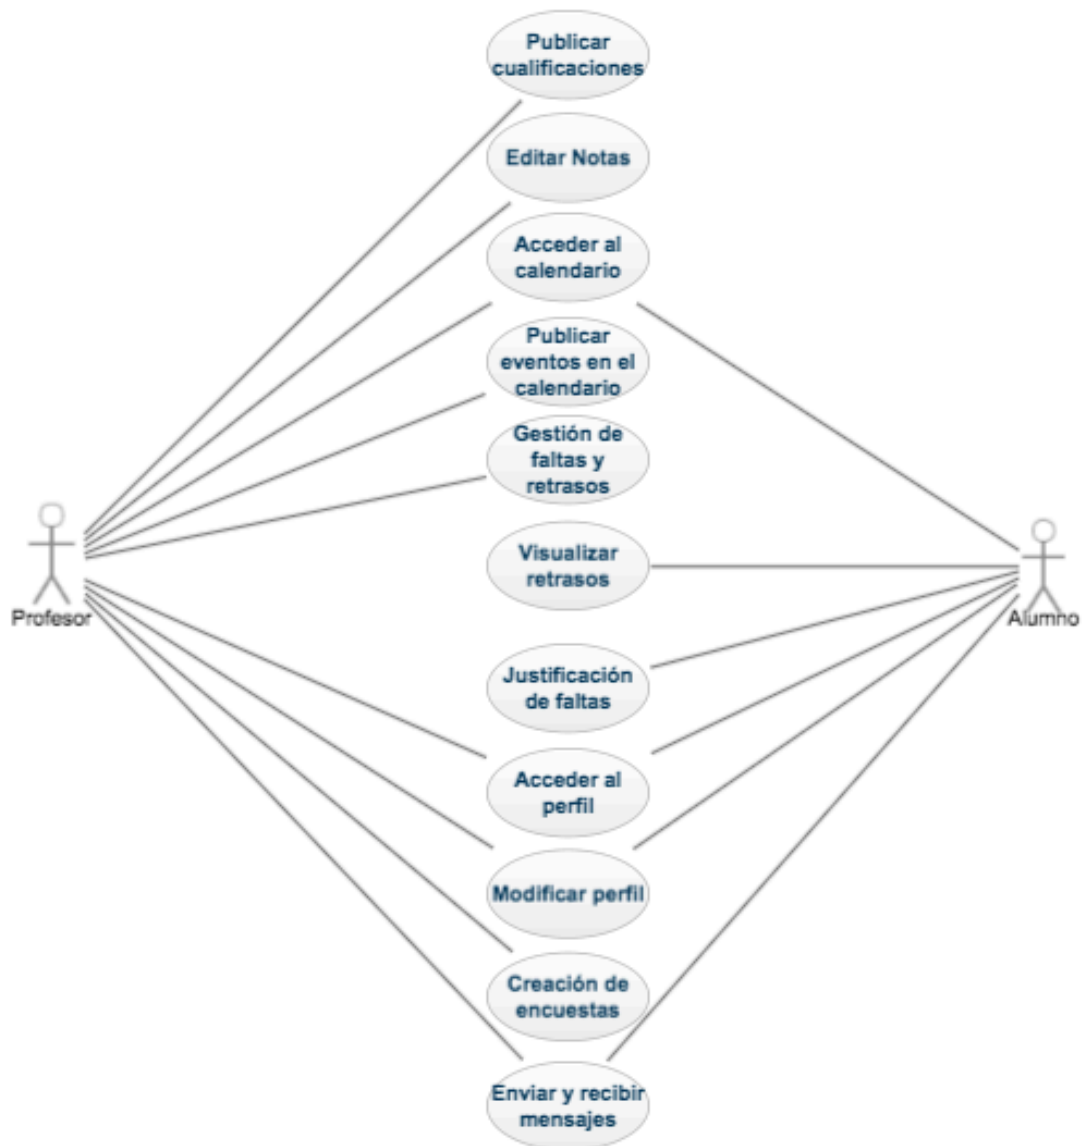 Publicar
cualificaciones
Editar Notas
Acceder al
calendario
Publicar
eventos en el
calendario
Gestión de
faltas y
retrasos
Visualizar
retrasos
Profesor
Alumno
Justificación
de faltas
Acceder al
perfil
Modificar perfil
Creación de
encuestas
Enviar y recibir
mensajes